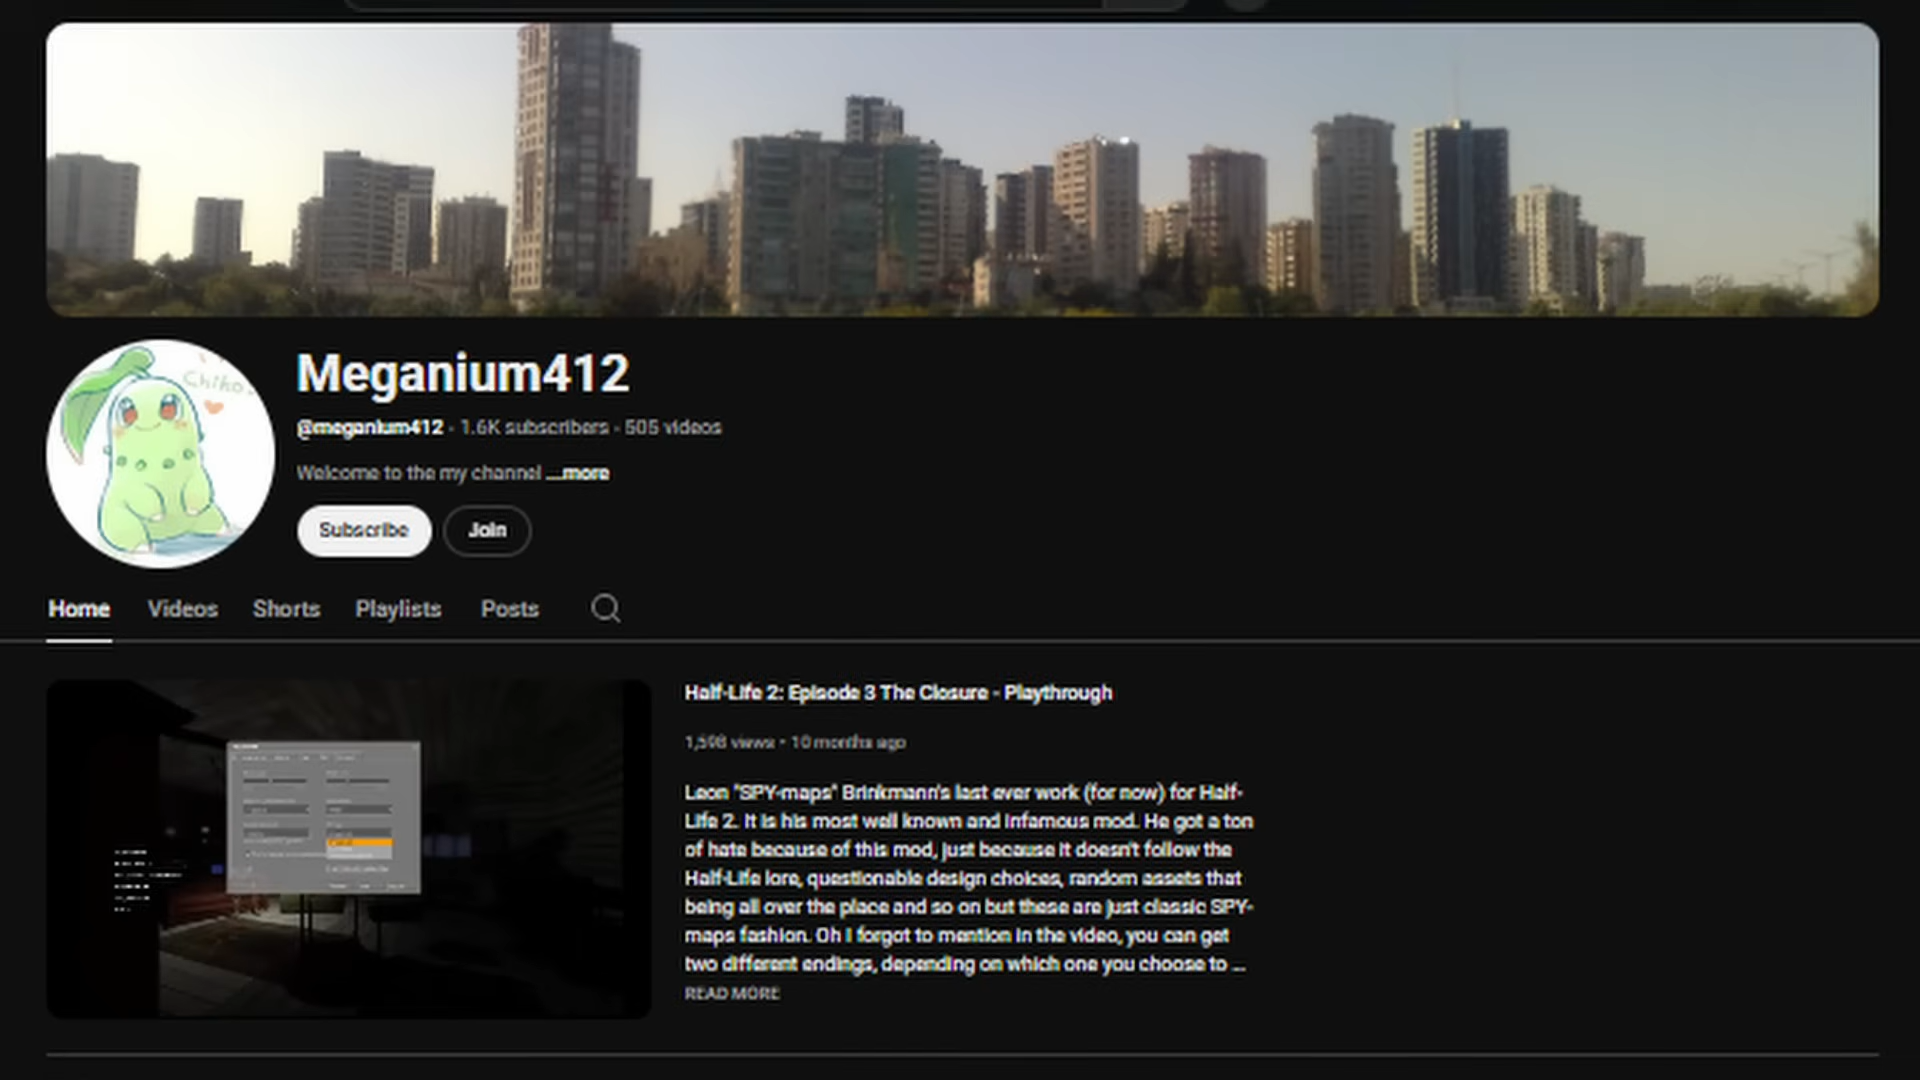 Chiko
Meganium412
@meganium412 · 1.6K subscribers · 505 videos
Welcome to the my channel ...more
Subscribe
Join
Home
Videos
Shorts
Playlists
Posts
Half-Life 2: Episode 3 The Closure - Playthrough
1,598 views • 10 months ago
Leon "SPY-maps" Brinkmann's last ever work (for now) for Half-
Life 2. It is his most well known and infamous mod. He got a ton
of hate because of this mod, just because it doesn't follow the
Half-Life lore, questionable design choices, random assets that
being all over the place and so on but these are just classic SPY-
maps fashion. Oh I forgot to mention in the video, you can get
two different endings, depending on which one you choose to ...
READ MORE